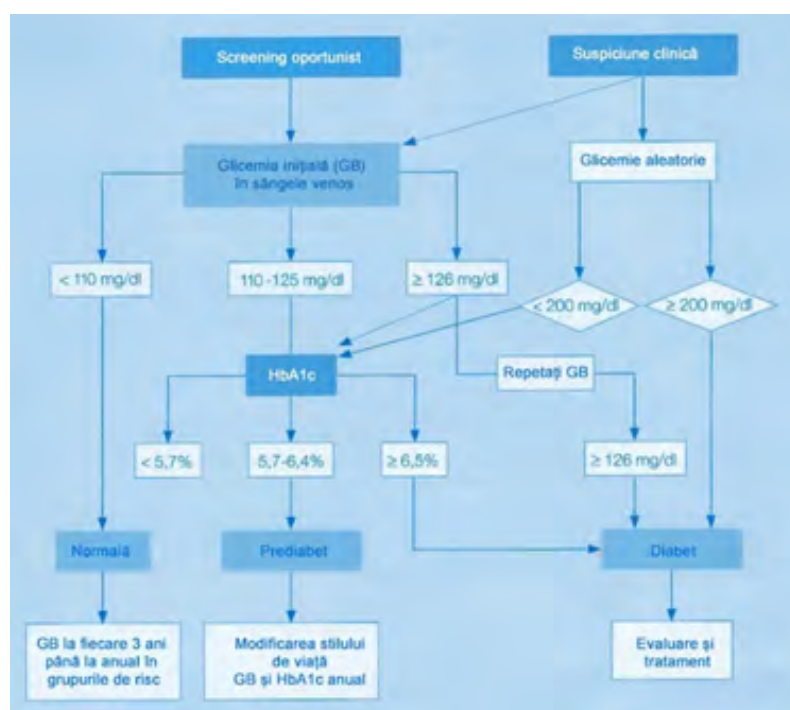 Screening oportunist
Suspiciune clinică
Glicemia inițială (GB)
în sângele venos
Glicemie aleatorie
< 110 mg/dl
110 -125 mg/dl
≥ 126 mg/dl
< 200 mg/dl
≥ 200 mg/dl
HbA1c
Repetați GB
< 5,7%
5,7-6,4%
≥ 6,5%
≥ 126 mg/dl
Normală
Prediabet
Diabet
GB la fiecare 3 ani
până la anual în
grupurile de risc
Modificarea stilului
de viață
GB și HbA1c anual
Evaluare și
tratament